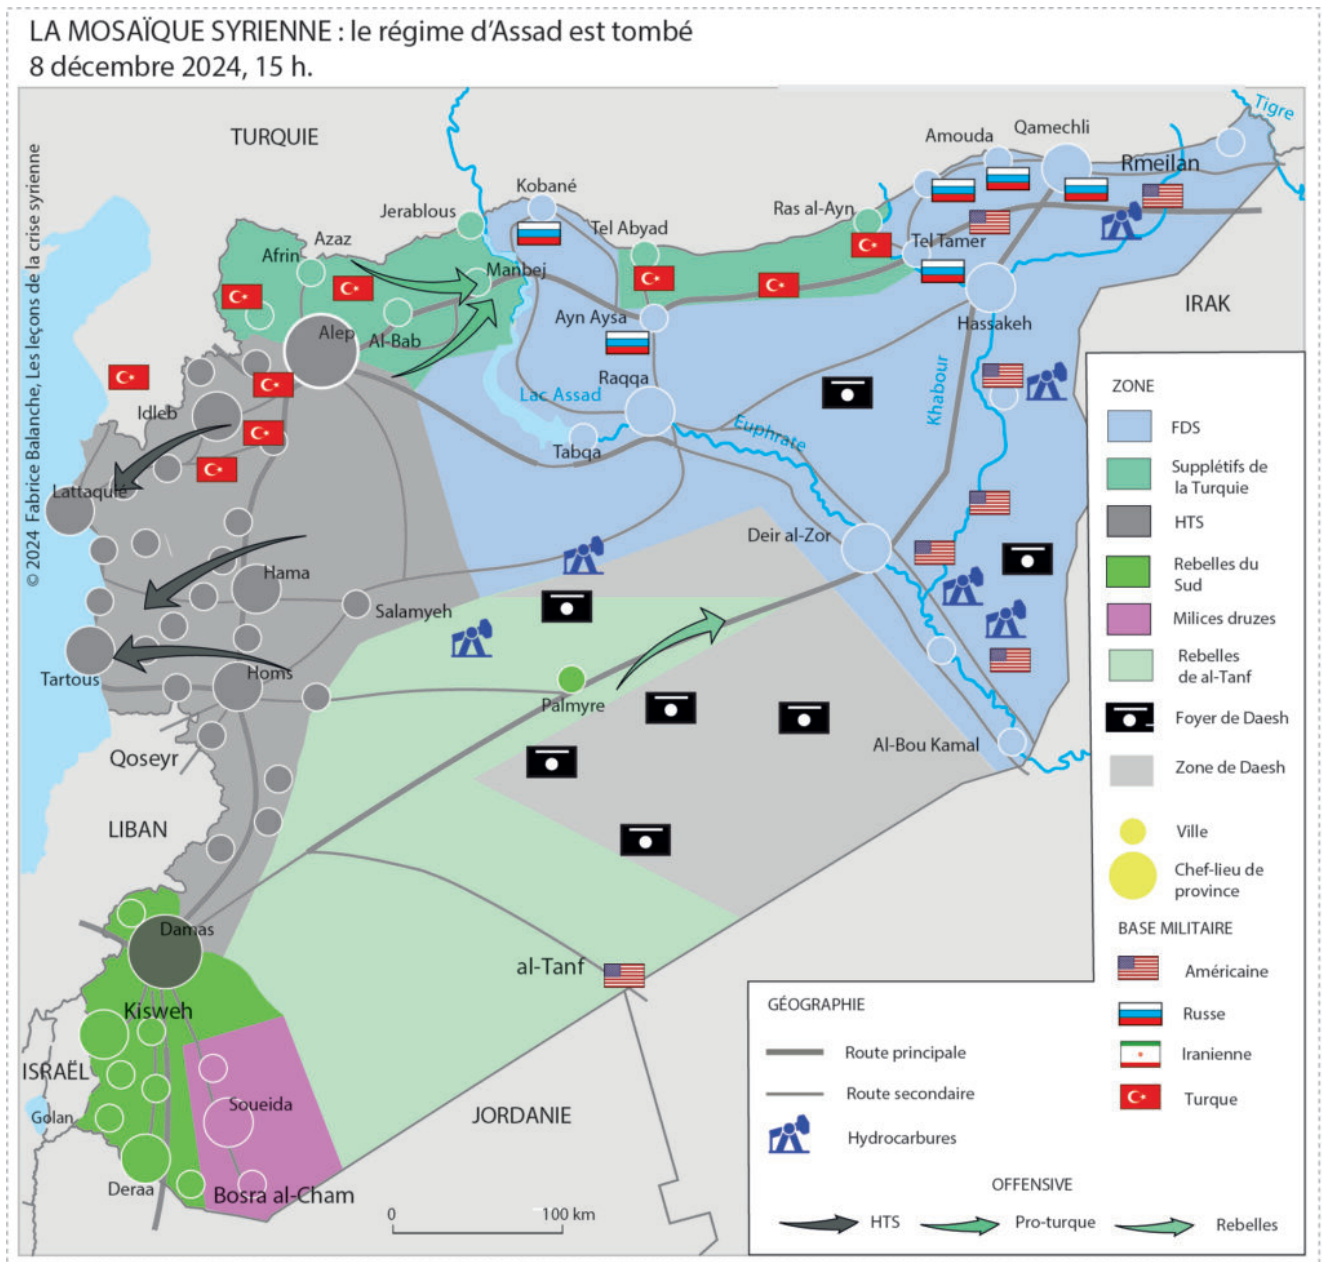 LA MOSAÏQUE SYRIENNE : le régime d'Assad est tombé
8 décembre 2024, 15 h.
© 2024 Fabrice Balanche, Les leçons de la crise syrienne
TURQUIE
Tigre
Amouda
Qamechli
Rmeilan
Kobané
Jerablous
Tel Abyad
Ras al-Ayn
Azaz
Afrin
Tel Tamer
Manbej
IRAK
Ayn Aysa
Hassakeh
Alep
Al-Bab
Khabour
Raqqa
Lac Assad
Idleb
Euphrate
Tabqa
Lattaquie
Deir al-Zor
Hama
Salamyeh
Tartous
Homs
Palmyre
Al-Bou Kamal
Qoseyr
LIBAN
Damas
al-Tanf
Kisweh
ISRAËL
Golan
Soueida
JORDANIE
Deraa
Bosra al-Cham
0
100 km
ZONE
FDS
Supplétifs de
la Turquie
HTS
Rebelles du
Sud
Milices druzes
Rebelles
de al-Tanf
Foyer de Daesh
Zone de Daesh
Ville
Chef-lieu de
province
BASE MILITAIRE
Américaine
Russe
Iranienne
Turque
GÉOGRAPHIE
Route principale
Route secondaire
Hydrocarbures
OFFENSIVE
HTS
Pro-turque
Rebelles